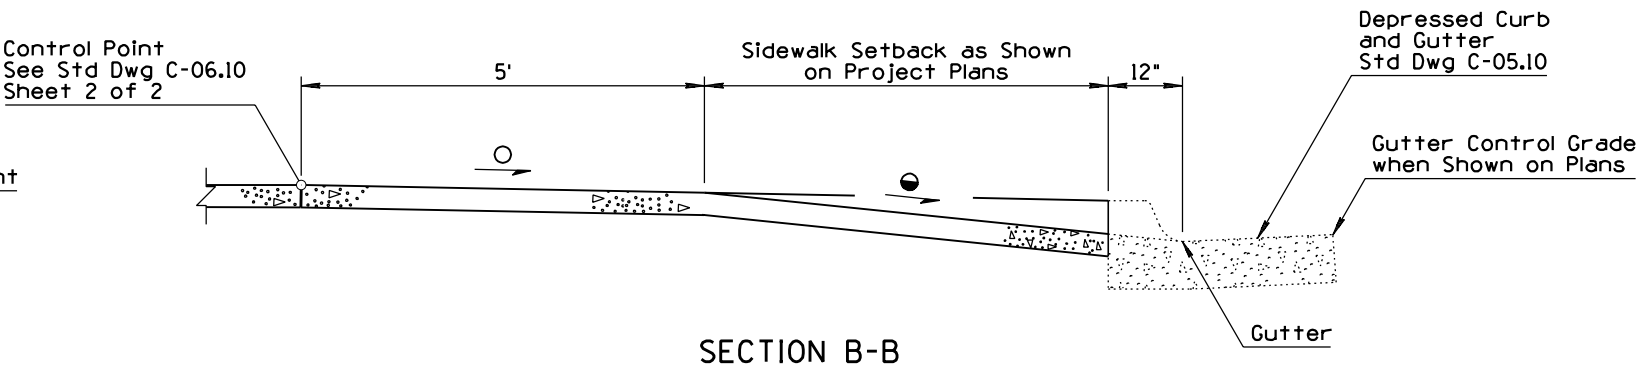 Control Point
See Std Dwg C-06.10
Sheet 2 of 2
nt
5'
Sidewalk Setback as Shown
on Project Plans
12"
Depressed Curb
and Gutter
Std Dwg C-05.10
Gutter Control Grade
when Shown on Plans
Gutter
SECTION B-B